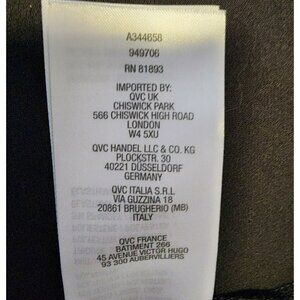 A344658
949706
RN 81893
IMPORTED BY:
QVC UK
CHISWICK PARK
566 CHISWICK HIGH ROAD
LONDON
W4 5XU
QVC HANDEL LLC & CO. KG
PLOCKSTR. 30
40221 DÜSSELDORF
GERMANY
QVC ITALIA S.R.L
VIA GUZZINA 18
20861 BRUGHERIO (MB)
ITALY
QVC FRANCE
BATIMENT 266
45 AVENUE VICTOR HUGO
93 300 AUBERVILLIERS